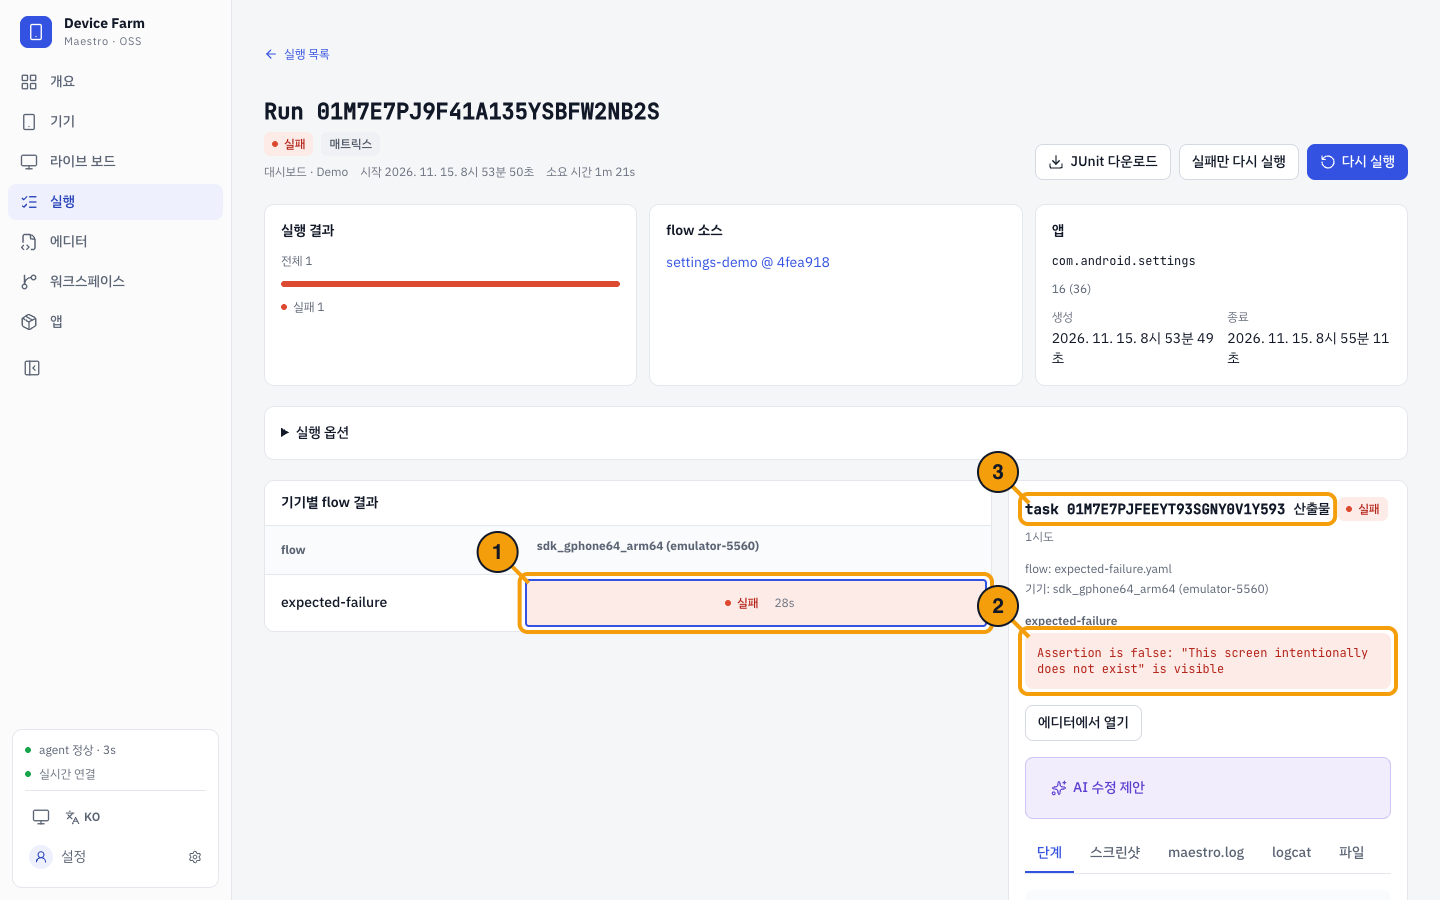 Device Farm
Maestro · OSS
개요
기기
라이브 보드
실행
에디터
워크스페이스
앱
agent 정상 · 3s
실시간 연결
KO
설정
실행 목록
Run 01M7E7PJ9F41A135YSBFW2NB2S
실패
매트릭스
대시보드 · Demo 시작 2026. 11. 15. 8시 53분 50초 소요 시간 1m 21s
JUnit 다운로드
실패만 다시 실행
다시 실행
실행 결과
전체 1
실패 1
flow 소스
settings-demo @ 4fea918
앱
com.android.settings
16 (36)
생성
2026. 11. 15. 8시 53분 49
초
종료
2026. 11. 15. 8시 55분 11
초
실행 옵션
기기별 flow 결과
flow
sdk_gphone64_arm64 (emulator-5560)
1
expected-failure
실패 28s
3
task 01M7E7PJFEEYT93SGNY0V1Y593 산출물
실패
1시도
flow: expected-failure.yaml
기기: sdk_gphone64_arm64 (emulator-5560)
2
expected-failure
Assertion is false: "This screen intentionally
does not exist" is visible
에디터에서 열기
AI 수정 제안
단계
스크린샷
maestro.log
logcat
파일